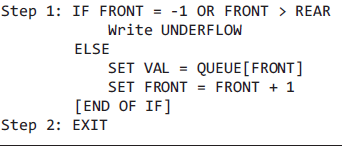 Step 1: IF FRONT = -1 OR FRONT > REAR
Write UNDERFLOW
ELSE
SET VAL = QUEUE[FRONT]
SET FRONT = FRONT + 1
[END OF IF]
Step 2: EXIT